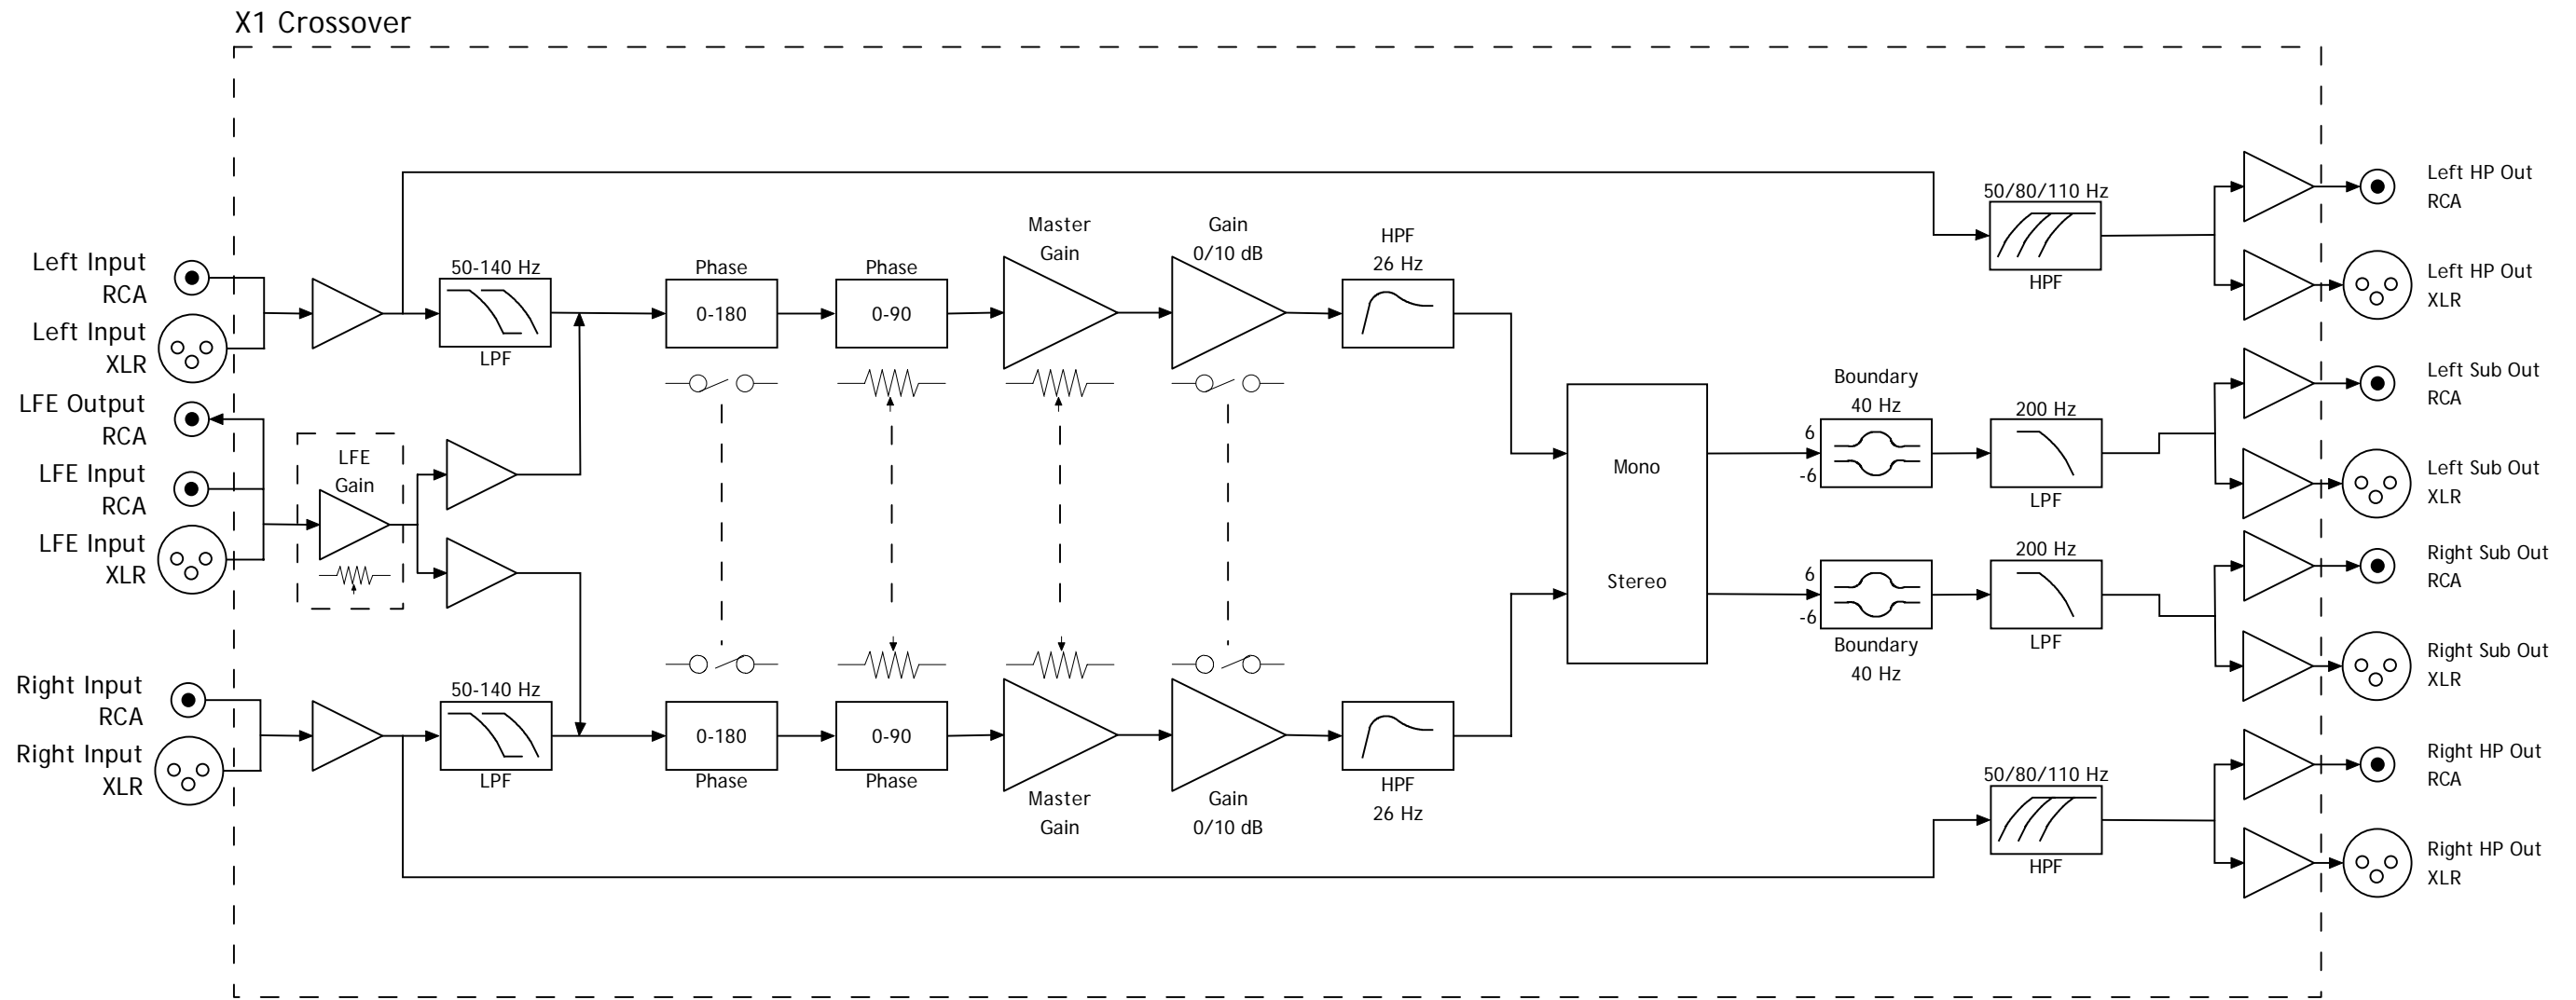 X1 Crossover
Left Input
RCA
Left Input
XLR
LFE Output
RCA
LFE Input
RCA
LFE Input
XLR
Right Input
RCA
Right Input
XLR
LFE
Gain
50-140 Hz
LPF
Phase
0-180
Phase
0-90
Master
Gain
Gain
0/10 dB
HPF
26 Hz
50-140 Hz
LPF
0-180
Phase
0-90
Phase
Master
Gain
Gain
0/10 dB
HPF
26 Hz
Mono
Stereo
50/80/110 Hz
HPF
Boundary
40 Hz
6
-6
200 Hz
LPF
6
-6
Boundary
40 Hz
200 Hz
LPF
50/80/110 Hz
HPF
Left HP Out
RCA
Left HP Out
XLR
Left Sub Out
RCA
Left Sub Out
XLR
Right Sub Out
RCA
Right Sub Out
XLR
Right HP Out
RCA
Right HP Out
XLR